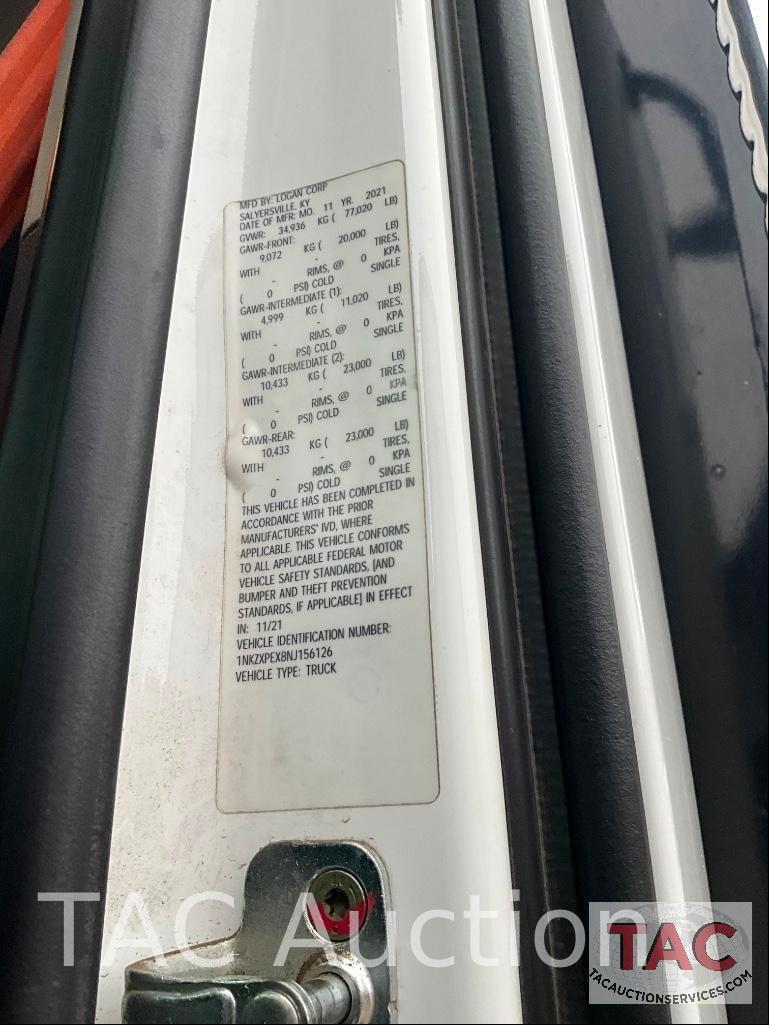 MFD BY: LOGAN CORP
SALYERSVILLE, KY
DATE OF MFR: MO. 11 YR. 2021
GVWR: 34,936 KG ( 77,020 LB)
GAWR-FRONT:
9,072 KG ( 20,000 LB)
WITH - TIRES,
- RIMS, @ 0 KPA
( 0 PSI) COLD SINGLE
GAWR-INTERMEDIATE (1):
4,999 KG ( 11,020 LB)
WITH - TIRES,
- RIMS, @ 0 KPA
( 0 PSI) COLD SINGLE
GAWR-INTERMEDIATE (2):
10,433 KG ( 23,000 LB)
WITH - TIRES,
- RIMS, @ 0 KPA
( 0 PSI) COLD SINGLE
GAWR-REAR:
10,433 KG ( 23,000 LB)
WITH - TIRES,
- RIMS, @ 0 KPA
( 0 PSI) COLD SINGLE
THIS VEHICLE HAS BEEN COMPLETED IN
ACCORDANCE WITH THE PRIOR
MANUFACTURERS' IVD, WHERE
APPLICABLE. THIS VEHICLE CONFORMS
TO ALL APPLICABLE FEDERAL MOTOR
VEHICLE SAFETY STANDARDS, [AND
BUMPER AND THEFT PREVENTION
STANDARDS, IF APPLICABLE] IN EFFECT
IN: 11/21
VEHICLE IDENTIFICATION NUMBER:
1NKZXPEX8NJ156126
VEHICLE TYPE: TRUCK
TAC Auction
TAC
TACAUCTIONSERVICES.COM